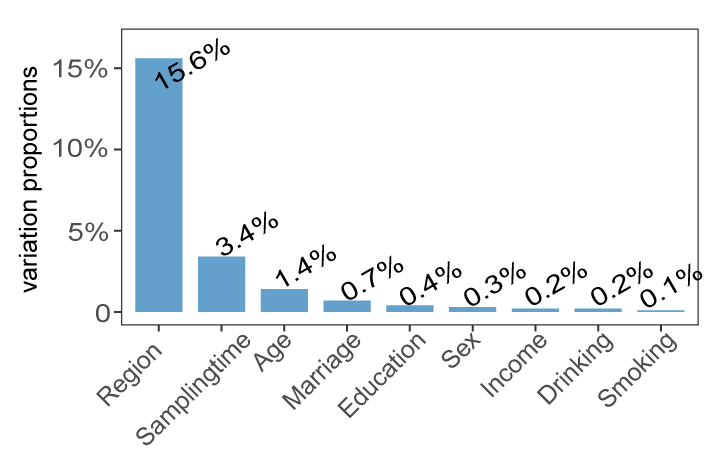 variation proportions
15%
10%
5%
0
15.6%
3.4%
1.4%
0.7%
0.4%
0.3%
0.2%
0.2%
0.1%
Region
Samplingtime
Age
Marriage
Education
Sex
Income
Drinking
Smoking